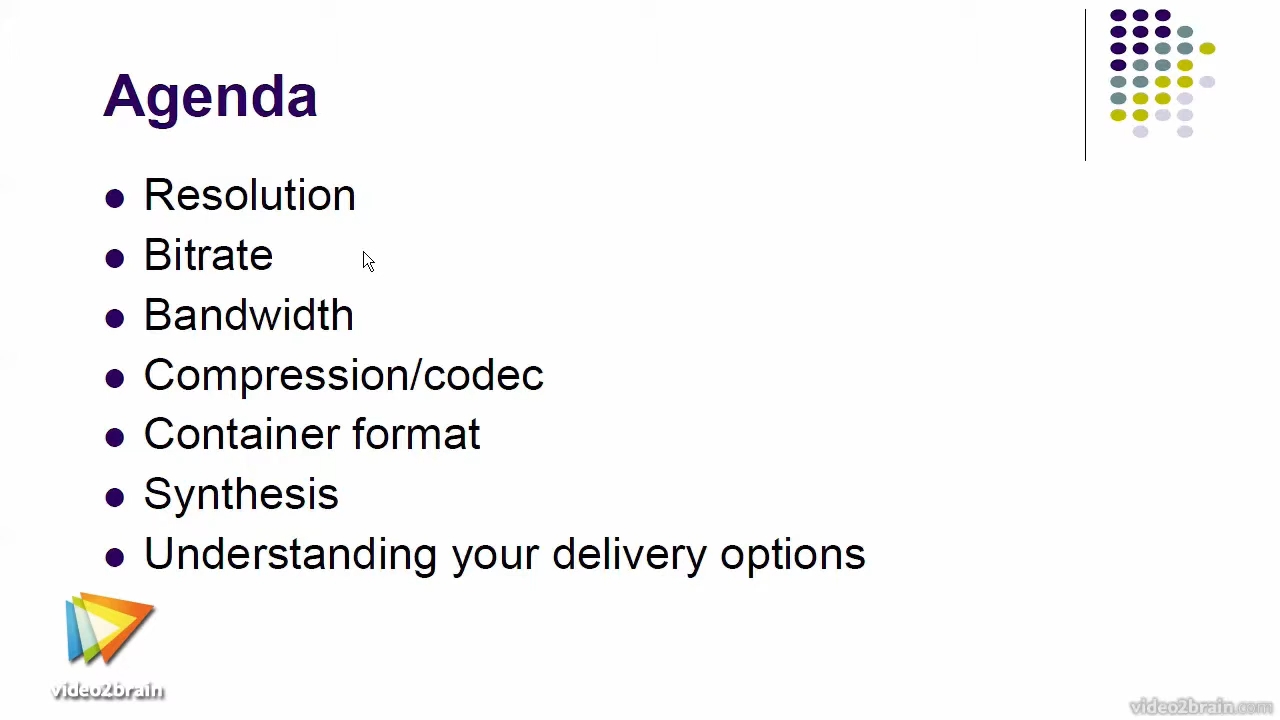 Agenda
Resolution
Bitrate
Bandwidth
Compression/codec
Container format
Synthesis
Understanding your delivery options
video2brain
video2brain.com